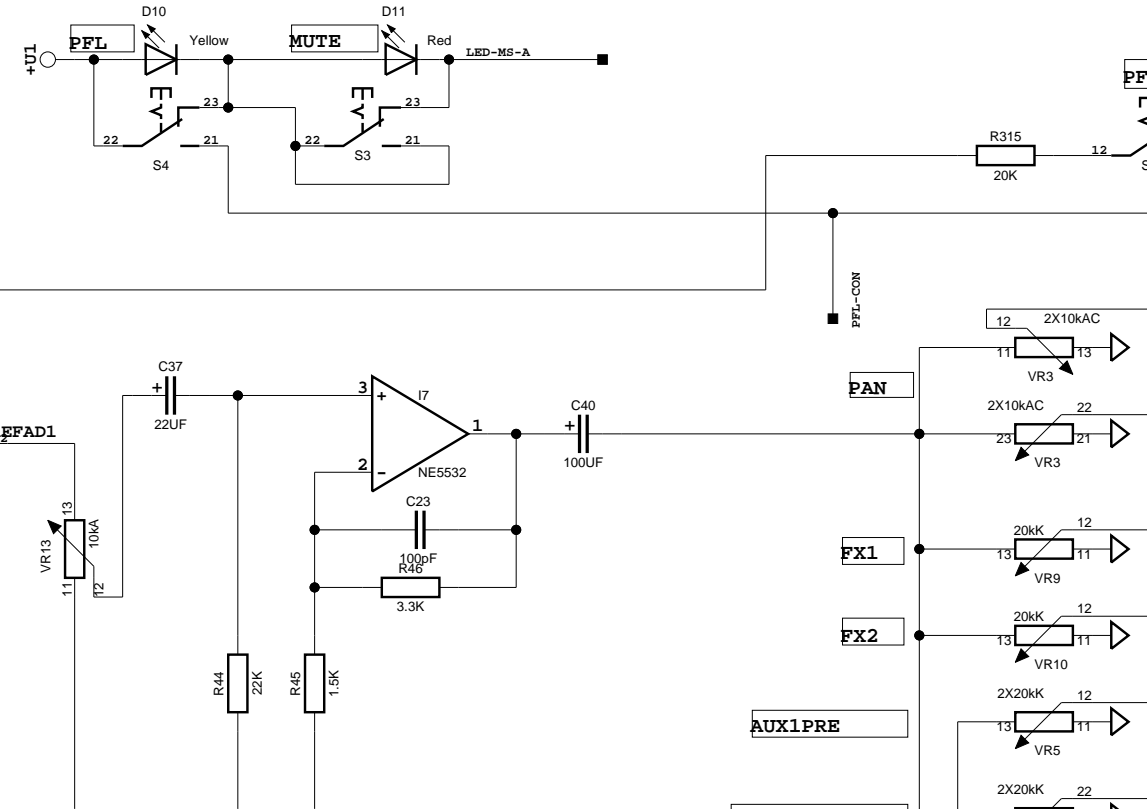 D10
D11
PFL
Yellow
MUTE
Red
LED-MS-A
+U1
PF
23
23
22
21
22
21
S4
S3
R315
12
S
20K
PFL-CON
12
2X10kAC
11
13
VR3
C37
+
22UF
3
+
I7
PAN
C40
+
1
100UF
2X10kAC
22
23
21
VR3
EFAD1
2
2
-
NE5532
13
VR13
10kA
11
12
C23
100pF
R46
3.3K
FX1
20kK
12
13
11
VR9
FX2
20kK
12
13
11
VR10
R44
22K
R45
1.5K
AUX1PRE
2X20kK
12
13
11
VR5
2X20kK
22